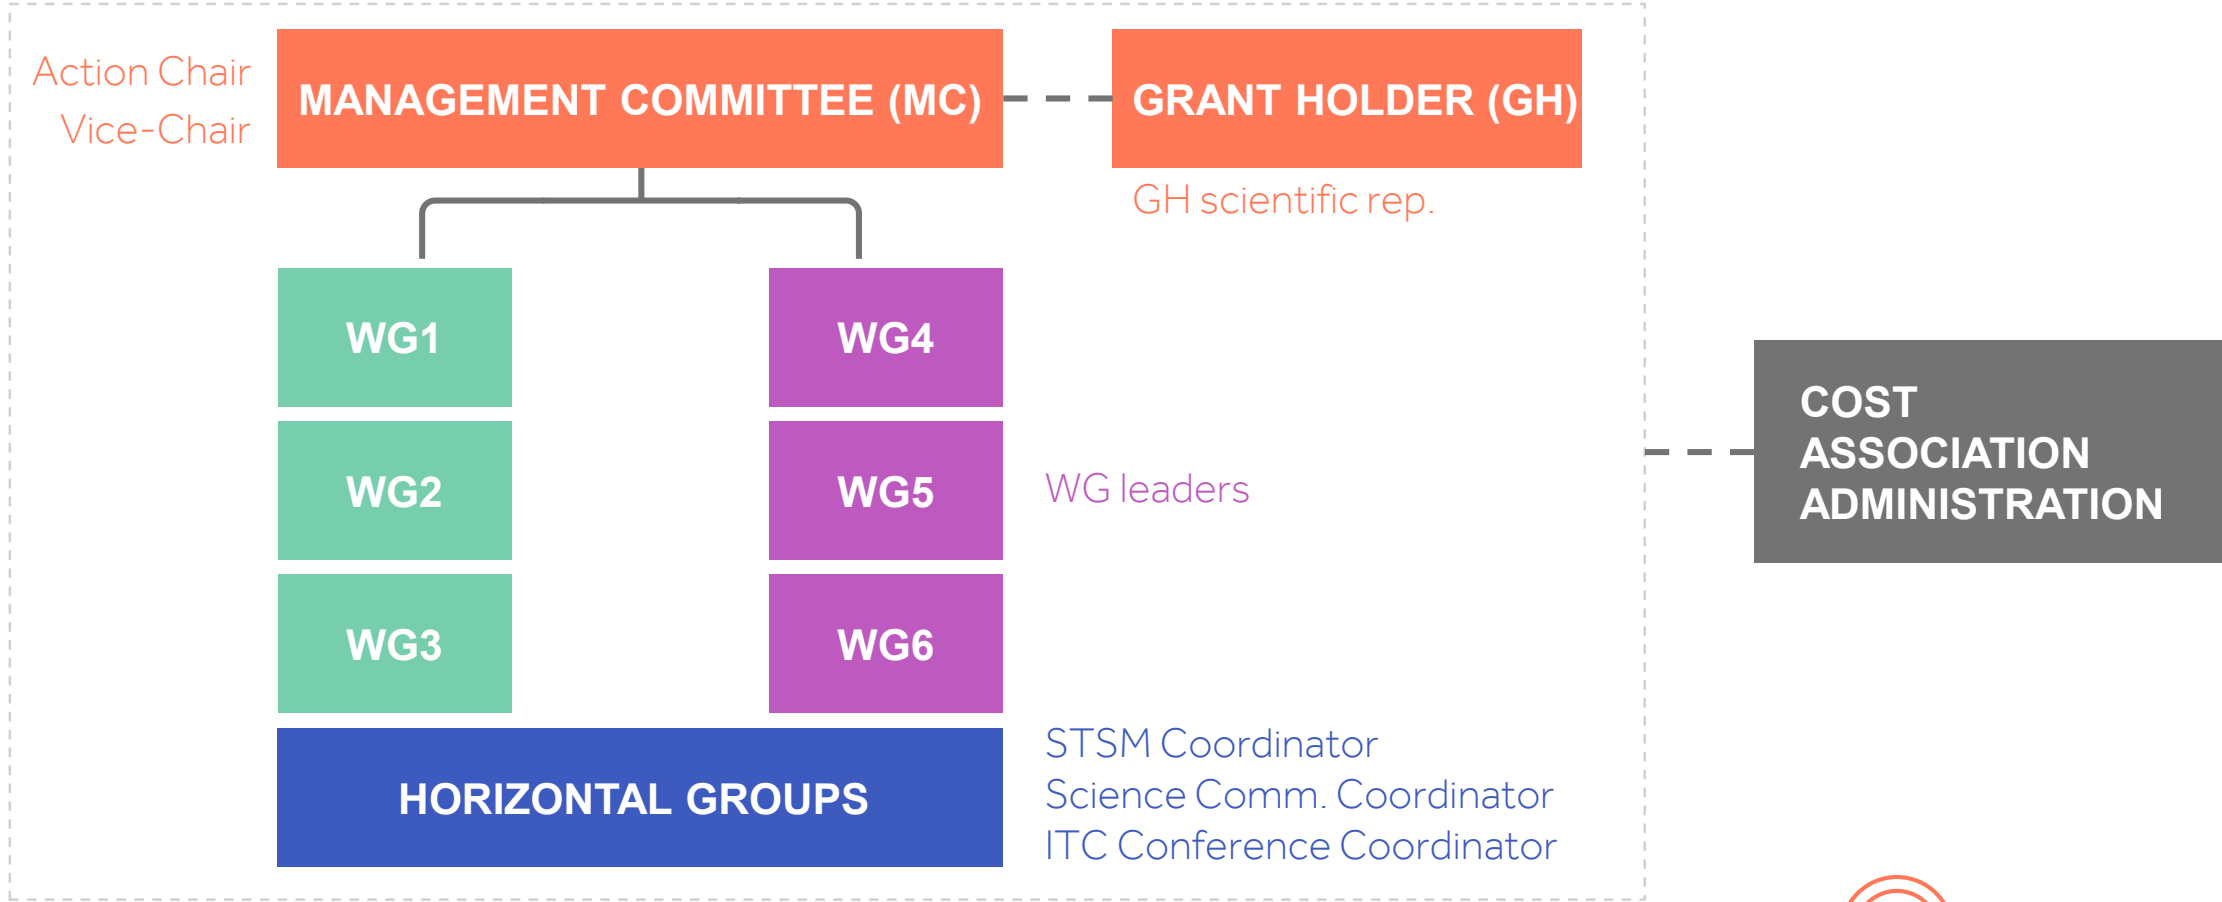 Action Chair
Vice-Chair
MANAGEMENT COMMITTEE (MC)
GRANT HOLDER (GH)
GH scientific rep.
WG1
WG4
WG2
WG5
WG leaders
WG3
WG6
HORIZONTAL GROUPS
STSM Coordinator
Science Comm. Coordinator
ITC Conference Coordinator
COST
ASSOCIATION
ADMINISTRATION